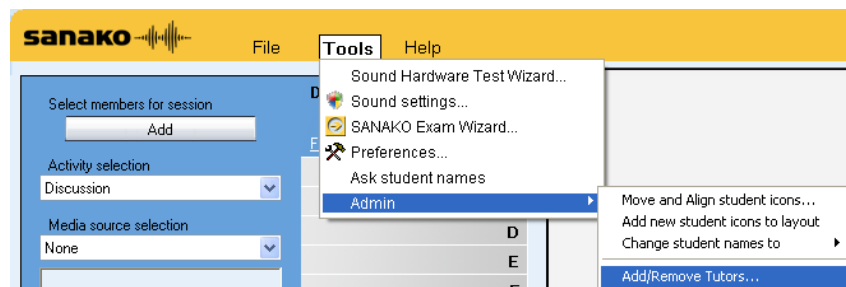 sanako
File Tools Help
Select members for session
Add
Activity selection
Discussion
Media source selection
None
D
Sound Hardware Test Wizard...
Sound settings...
SANAKO Exam Wizard...
Preferences...
Ask student names
Admin
D
E
Move and Align student icons...
Add new student icons to layout
Change student names to
Add/Remove Tutors...